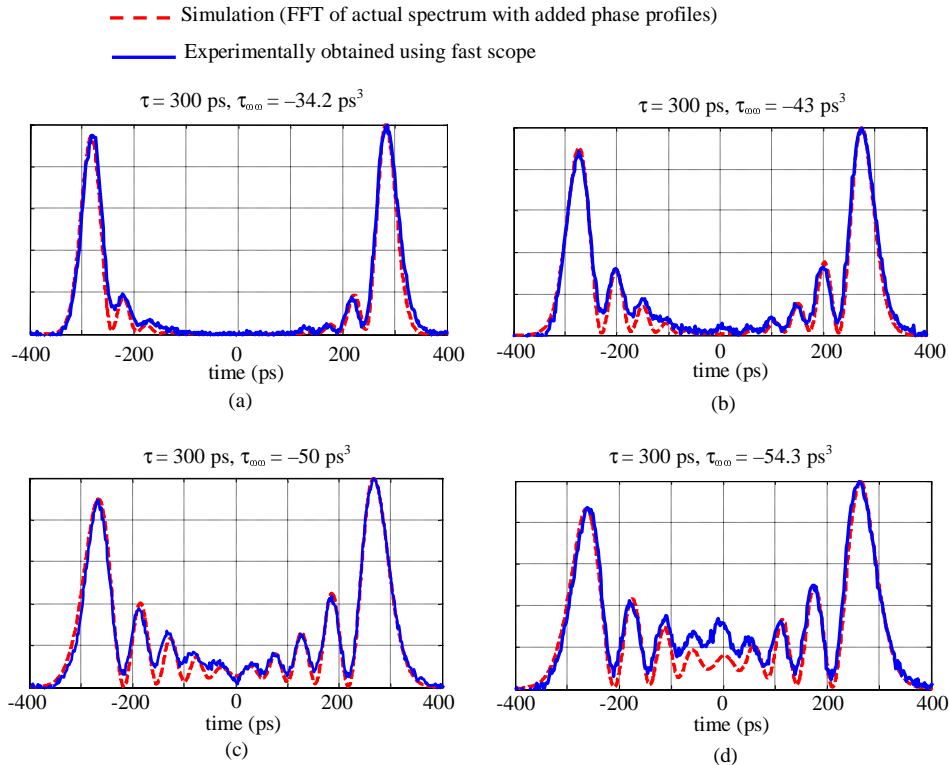 Simulation (FFT of actual spectrum with added phase profiles)
Experimentally obtained using fast scope
τ = 300 ps, τωω = –34.2 ps³
-400 -200 0 200 400
time (ps)
(a)
τ = 300 ps, τωω = –43 ps³
-400 -200 0 200 400
time (ps)
(b)
τ = 300 ps, τωω = –50 ps³
-400 -200 0 200 400
time (ps)
(c)
τ = 300 ps, τωω = –54.3 ps³
-400 -200 0 200 400
time (ps)
(d)